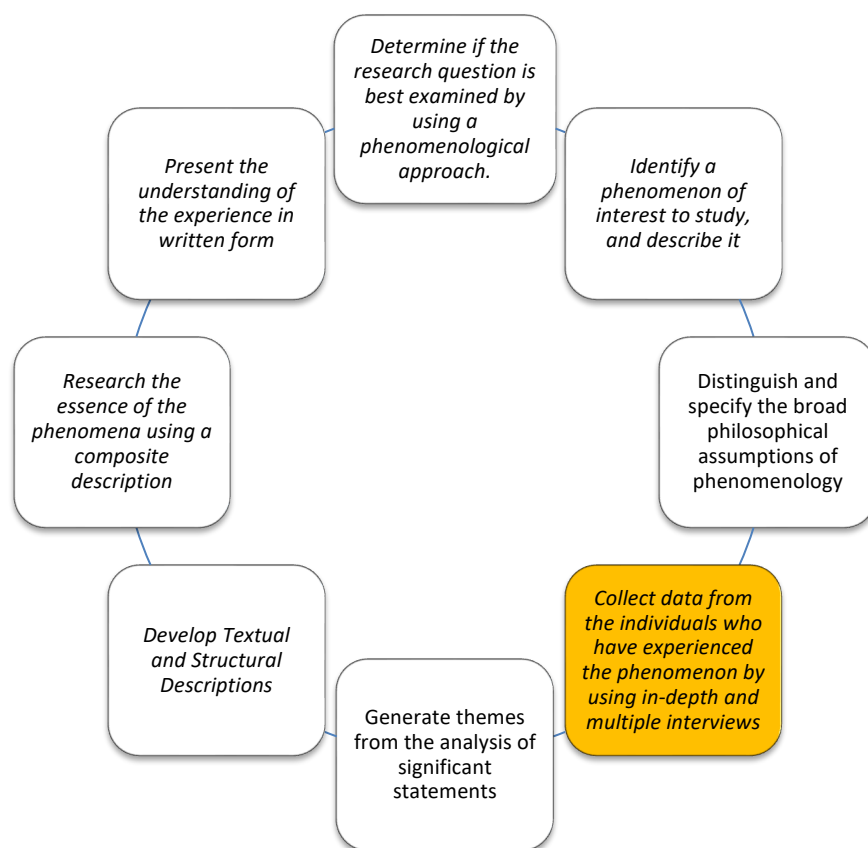 Determine if the
research question is
best examined by
using a
phenomenological
approach.
Identify a
phenomenon of
interest to study,
and describe it
Distinguish and
specify the broad
philosophical
assumptions of
phenomenology
Collect data from
the individuals who
have experienced
the phenomenon by
using in-depth and
multiple interviews
Generate themes
from the analysis of
significant
statements
Develop Textual
and Structural
Descriptions
Research the
essence of the
phenomena using a
composite
description
Present the
understanding of
the experience in
written form